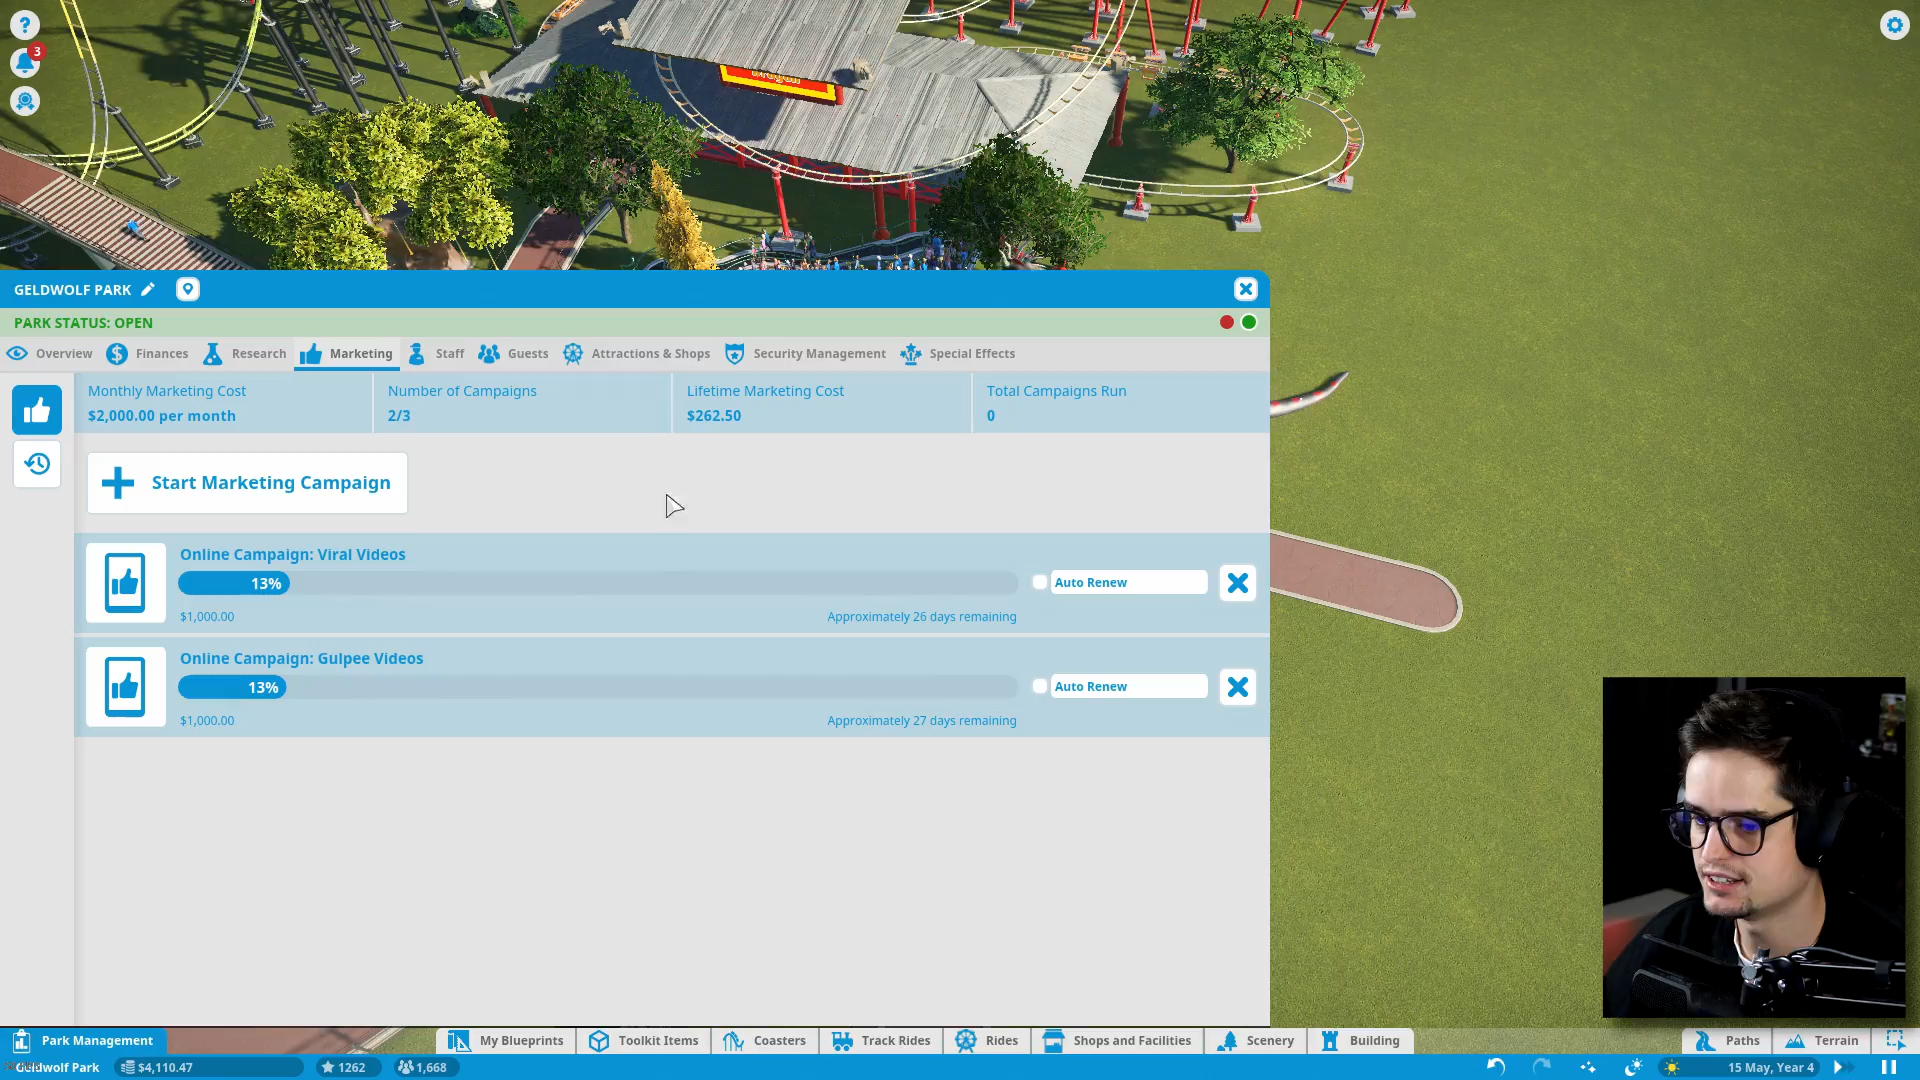 ?
3
Dragon
GELDWOLF PARK
PARK STATUS: OPEN
Overview
Finances
Research
Marketing
Staff
Guests
Attractions & Shops
Security Management
Special Effects
Monthly Marketing Cost
$2,000.00 per month
Number of Campaigns
2/3
Lifetime Marketing Cost
$262.50
Total Campaigns Run
0
Start Marketing Campaign
Online Campaign: Viral Videos
13%
Auto Renew
$1,000.00
Approximately 26 days remaining
Online Campaign: Gulpee Videos
13%
Auto Renew
$1,000.00
Approximately 27 days remaining
Park Management
My Blueprints
Toolkit Items
Coasters
Track Rides
Rides
Shops and Facilities
Scenery
Building
Paths
Terrain
Geldwolf Park
$4,110.47
1262
1,668
15 May, Year 4